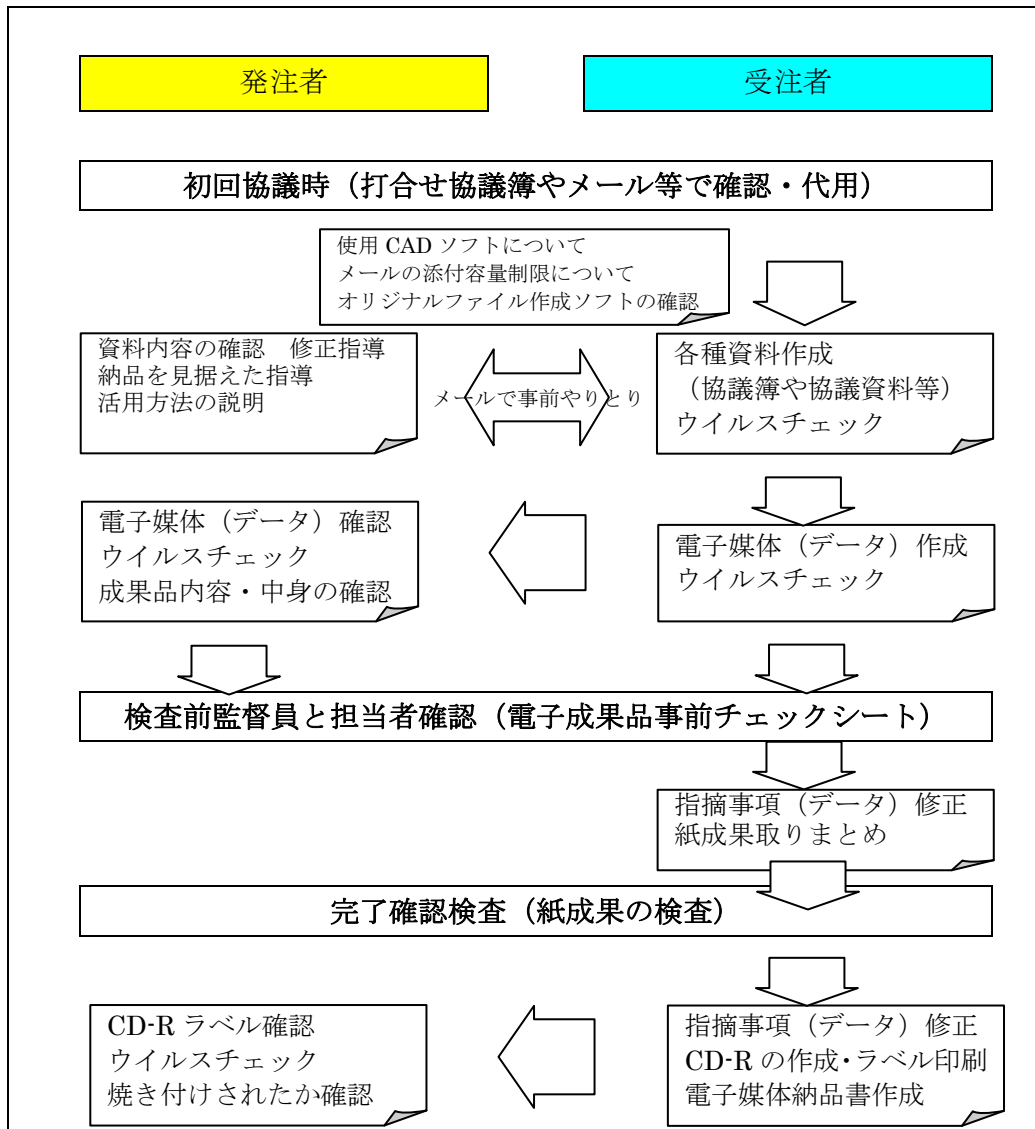 発注者
受注者
初回協議時（打合せ協議簿やメール等で確認・代用）
使用 CAD ソフトについて
メールの添付容量制限について
オリジナルファイル作成ソフトの確認
資料内容の確認　修正指導
納品を見据えた指導
活用方法の説明
メールで事前やりとり
各種資料作成
（協議簿や協議資料等）
ウイルスチェック
電子媒体（データ）確認
ウイルスチェック
成果品内容・中身の確認
電子媒体（データ）作成
ウイルスチェック
検査前監督員と担当者確認（電子成果品事前チェックシート）
指摘事項（データ）修正
紙成果取りまとめ
完了確認検査（紙成果の検査）
CD-R ラベル確認
ウイルスチェック
焼き付けされたか確認
指摘事項（データ）修正
CD-R の作成・ラベル印刷
電子媒体納品書作成